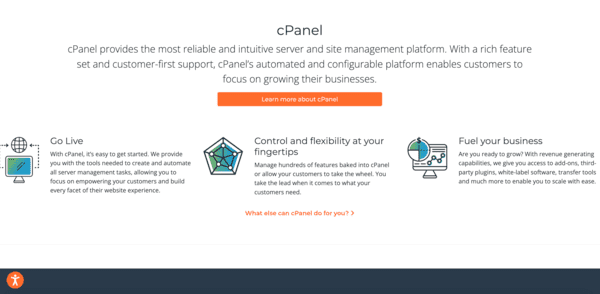 cPanel
cPanel provides the most reliable and intuitive server and site management platform. With a rich feature
set and customer-first support, cPanel's automated and configurable platform enables customers to
focus on growing their businesses.
Learn more about cPanel
Go Live
With cPanel, it's easy to get started. We provide
you with the tools needed to create and automate
all server management tasks, allowing you to
focus on empowering your customers and build
every facet of their website experience.
Control and flexibility at your
fingertips
Manage hundreds of features baked into cPanel
or allow your customers to take the wheel. You
take the lead when it comes to what your
customers need.
Fuel your business
Are you ready to grow? With revenue generating
capabilities, we give you access to add-ons, third-
party plugins, white-label software, transfer tools
and much more to enable you to scale with ease.
What else can cPanel do for you?